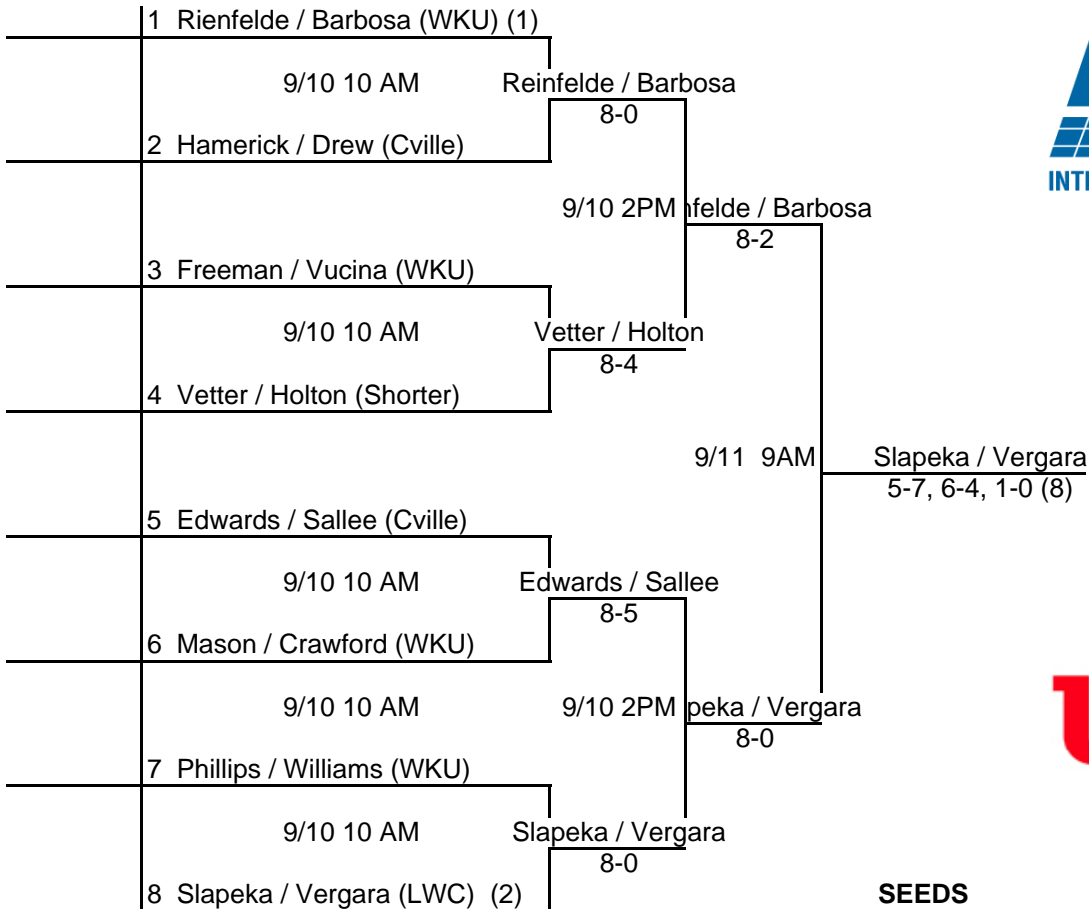 1 Rienfelde / Barbosa (WKU) (1)
9/10 10 AM Reinfelde / Barbosa
8-0
2 Hamerick / Drew (Cville)
INTE
9/10 2PM nfelde / Barbosa
8-2
3 Freeman / Vucina (WKU)
9/10 10 AM Vetter / Holton
8-4
4 Vetter / Holton (Shorter)
9/11 9AM Slapeka / Vergara
5-7, 6-4, 1-0 (8)
5 Edwards / Sallee (Cville)
9/10 10 AM Edwards / Sallee
8-5
6 Mason / Crawford (WKU)
9/10 10 AM 9/10 2PM peka / Vergara
8-0
7 Phillips / Williams (WKU)
9/10 10 AM Slapeka / Vergara
8-0
8 Slapeka / Vergara (LWC) (2) SEEDS